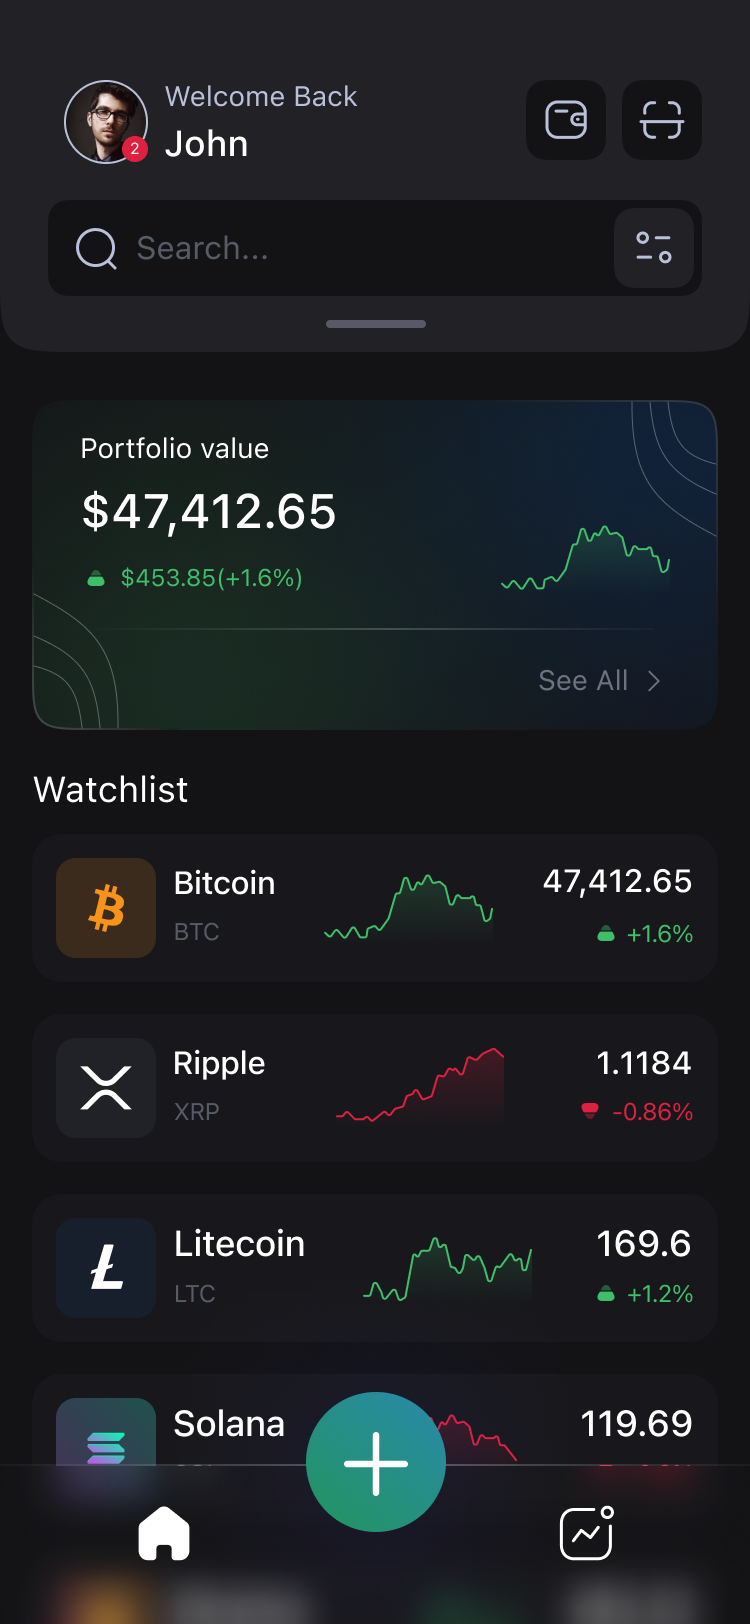 Welcome Back
John
2
Search...
Portfolio value
$47,412.65
$453.85(+1.6%)
See All
Watchlist
Bitcoin
47,412.65
BTC
+1.6%
Ripple
1.1184
XRP
-0.86%
Litecoin
169.6
LTC
+1.2%
Solana
119.69